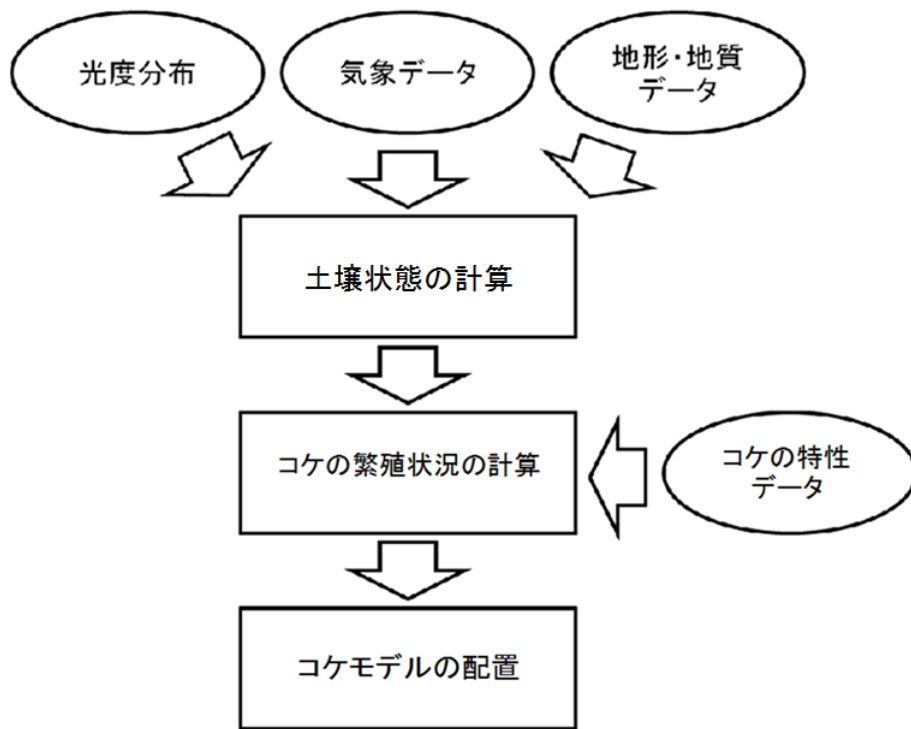 光度分布
気象データ
地形・地質
データ
土壌状態の計算
コケの繁殖状況の計算
コケの特性
データ
コケモデルの配置